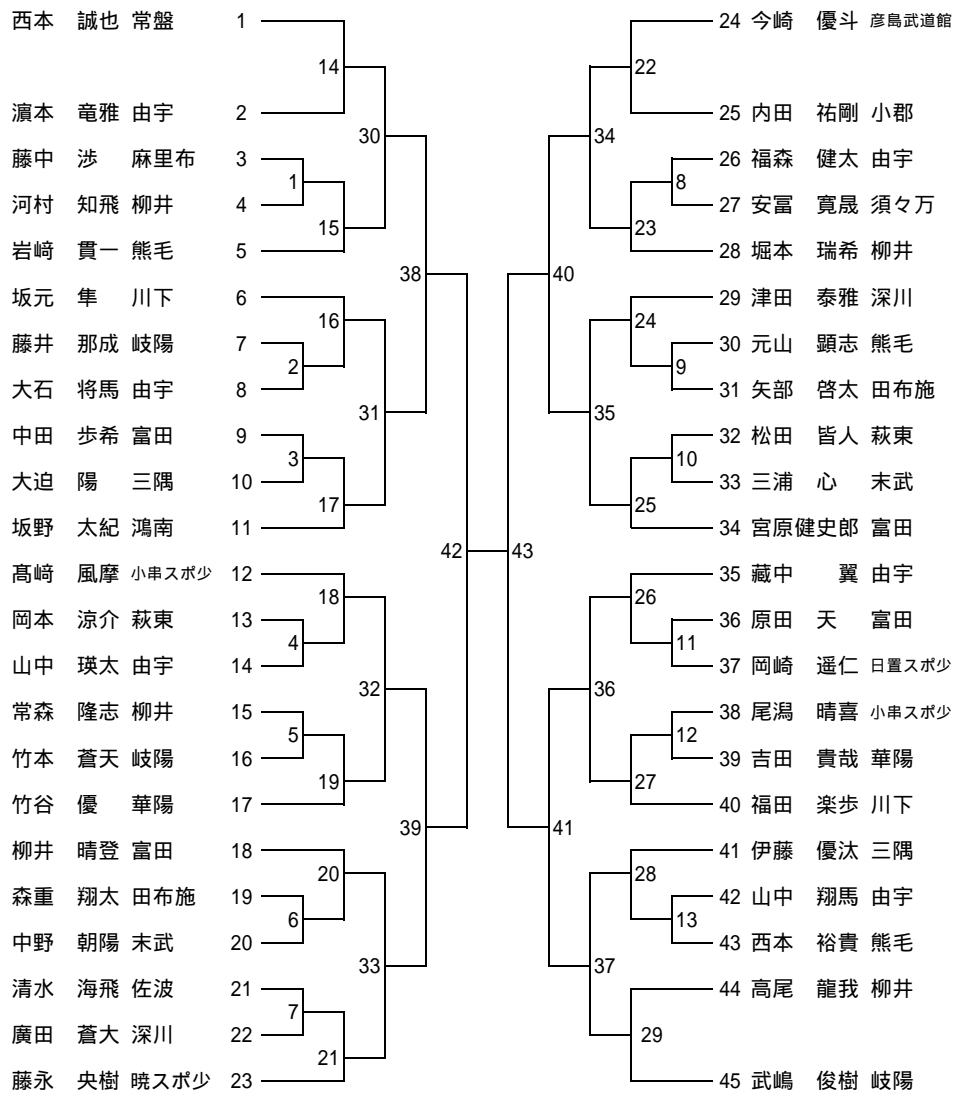 西本 誠也 常盤 1
14
濵本 竜雅 由宇 2
30
藤中 渉 麻里布 3
1
河村 知飛 柳井 4
15
岩﨑 貫一 熊毛 5
38
坂元 隼 川下 6
16
藤井 那成 岐陽 7
2
大石 将馬 由宇 8
31
中田 歩希 富田 9
3
大迫 陽 三隅 10
17
坂野 太紀 鴻南 11
42
髙﨑 風摩 小串スポ少 12
18
岡本 涼介 萩東 13
4
山中 瑛太 由宇 14
32
常森 隆志 柳井 15
5
竹本 蒼天 岐陽 16
19
竹谷 優 華陽 17
39
柳井 晴登 富田 18
20
森重 翔太 田布施 19
6
中野 朝陽 末武 20
33
清水 海飛 佐波 21
7
廣田 蒼大 深川 22
21
藤永 央樹 暁スポ少 23
24 今崎 優斗 彦島武道館
22
25 内田 祐剛 小郡
34
26 福森 健太 由宇
8
27 安冨 寛晟 須々万
23
28 堀本 瑞希 柳井
40
29 津田 泰雅 深川
24
30 元山 顕志 熊毛
9
31 矢部 啓太 田布施
35
32 松田 皆人 萩東
10
33 三浦 心 末武
25
34 宮原健史郎 富田
43
35 藏中 翼 由宇
26
36 原田 天 富田
11
37 岡崎 遥仁 日置スポ少
36
38 尾潟 晴喜 小串スポ少
12
39 吉田 貴哉 華陽
27
40 福田 楽歩 川下
41
41 伊藤 優汰 三隅
28
42 山中 翔馬 由宇
13
43 西本 裕貴 熊毛
37
44 高尾 龍我 柳井
29
45 武嶋 俊樹 岐陽